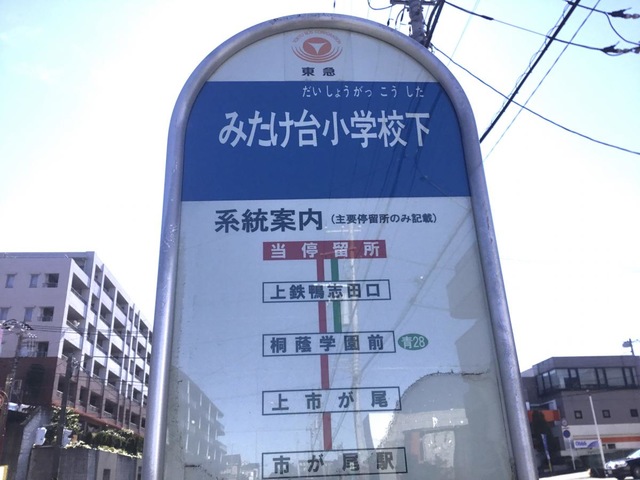 東急
だい しょうがっ こう した
みたけ台小学校下
系統案内 (主要停留所のみ記載)
当停留所
上鉄鴨志田口
桐蔭学園前 青28
上市が尾
市が尾駅